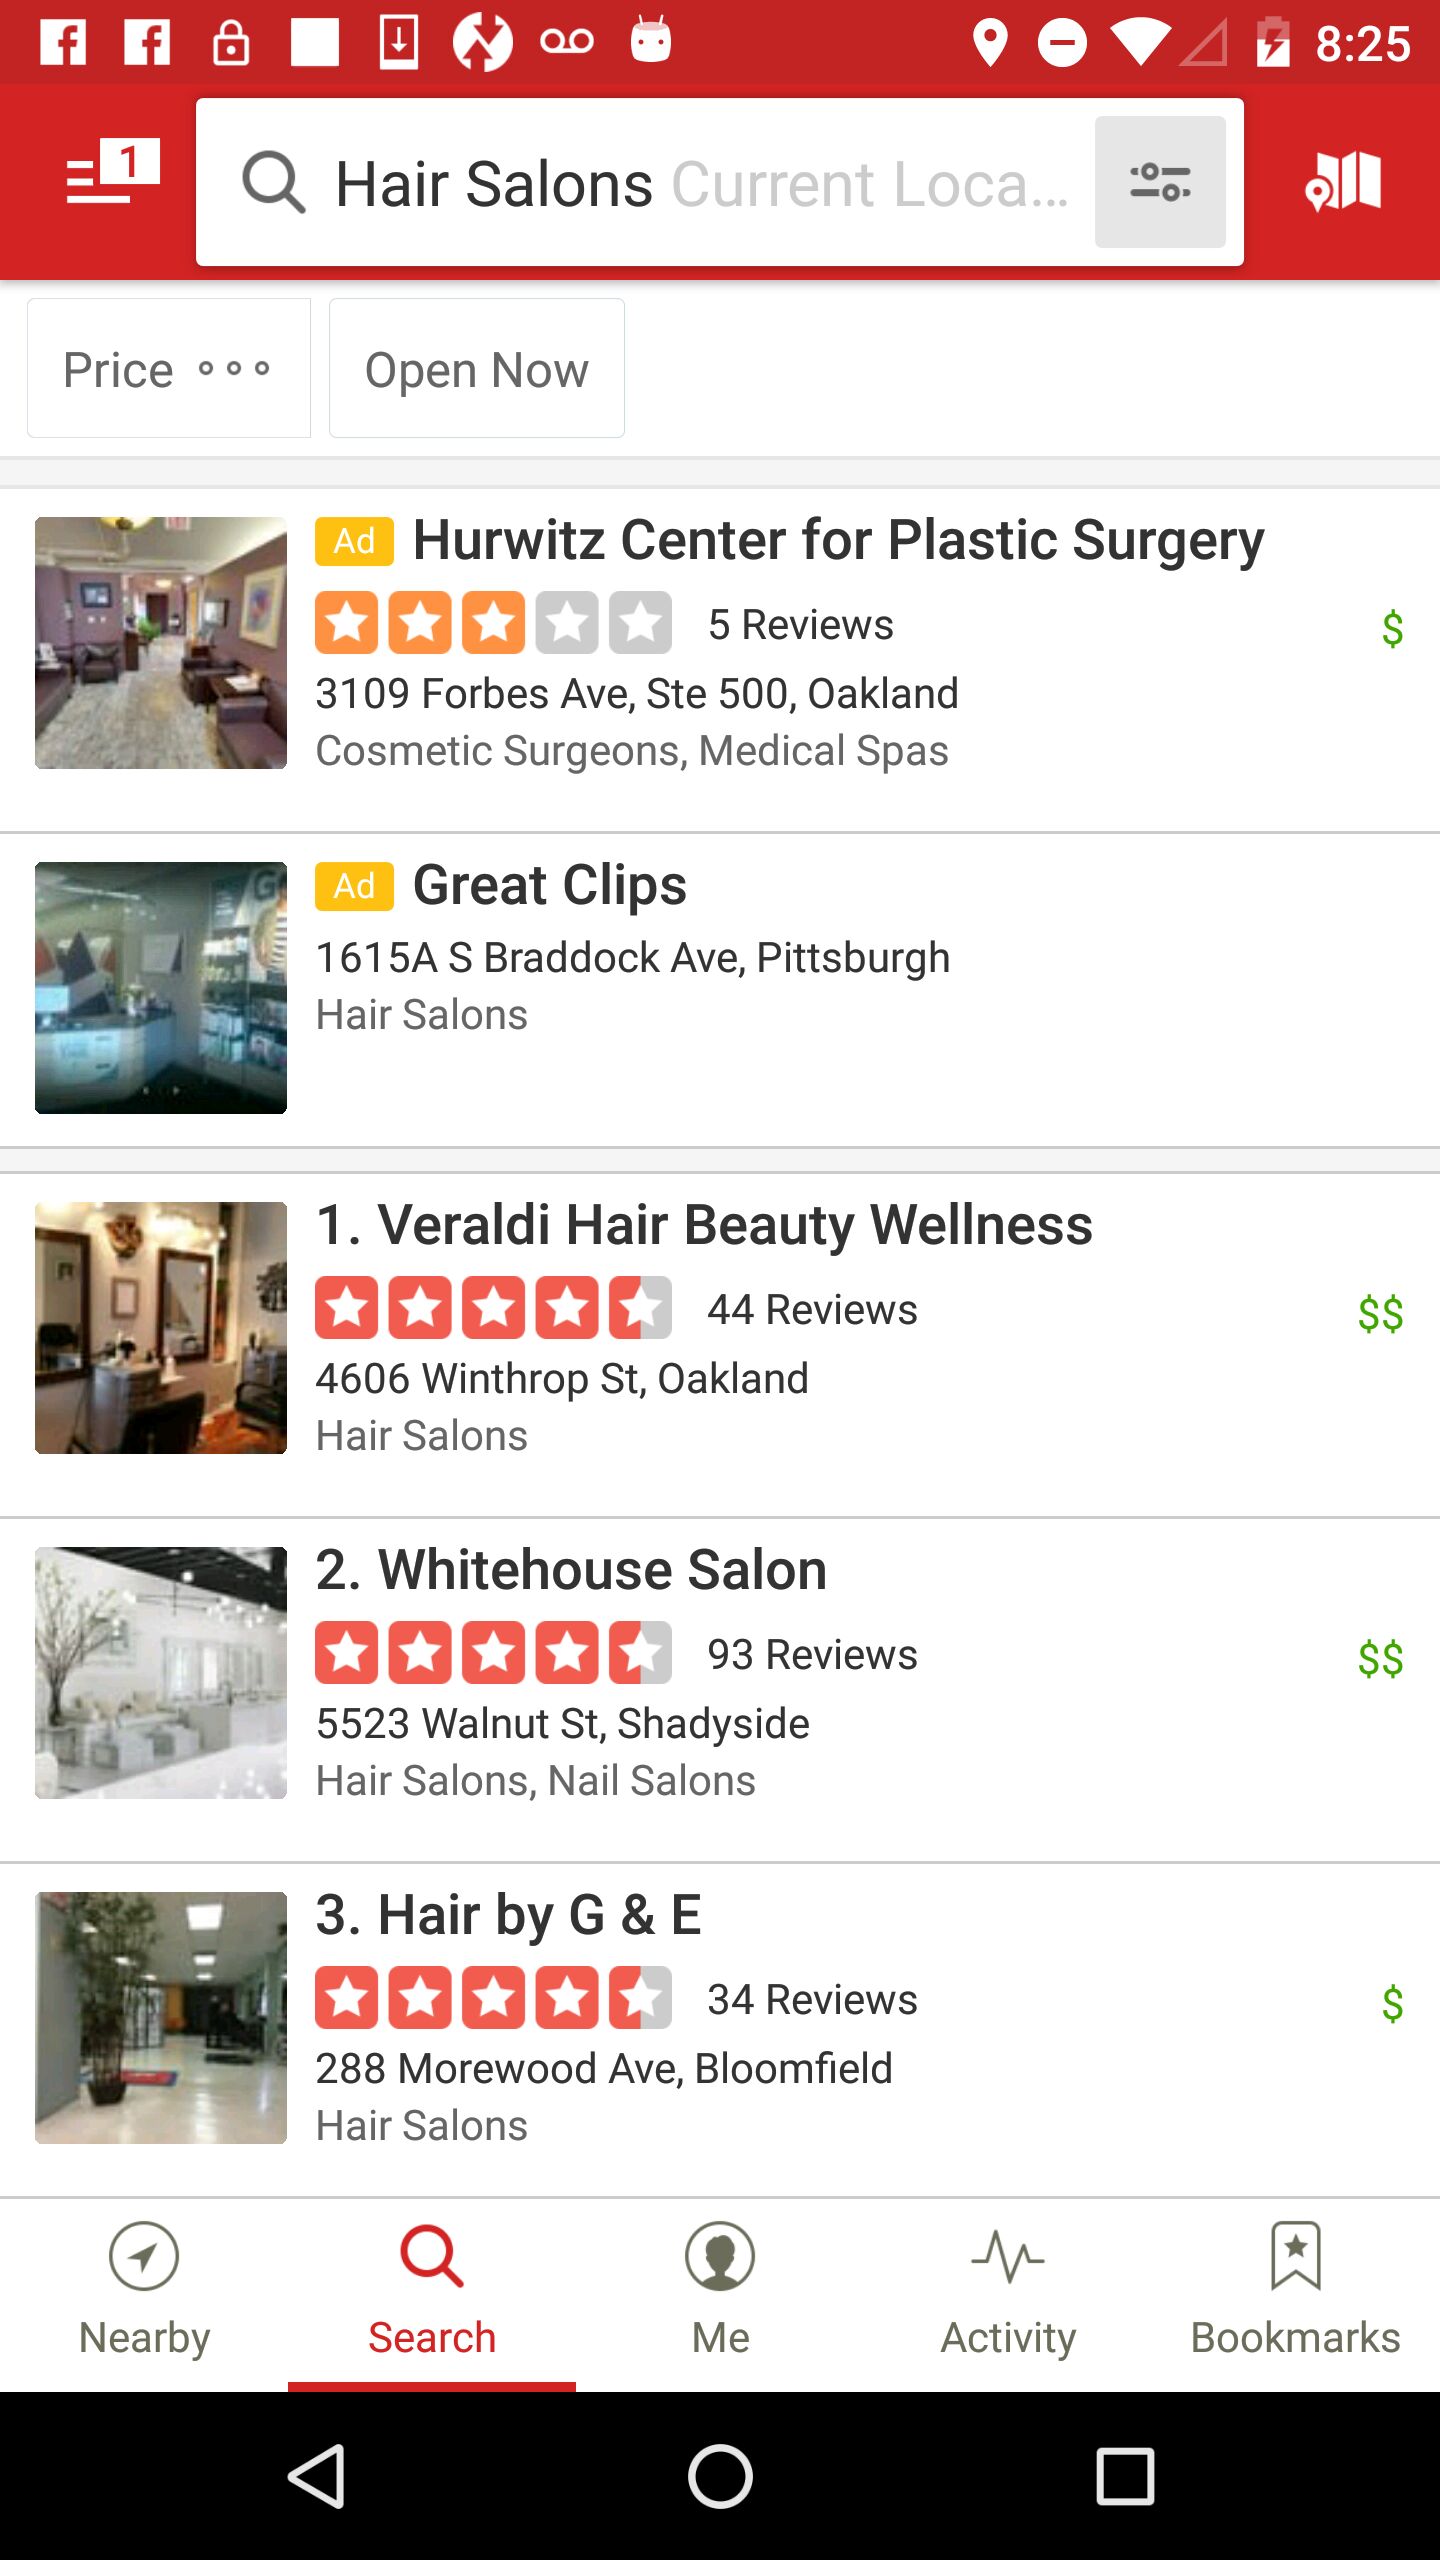 8:25
1
Hair Salons Current Loca...
Price
Open Now
Ad Hurwitz Center for Plastic Surgery
5 Reviews
$
3109 Forbes Ave, Ste 500, Oakland
Cosmetic Surgeons, Medical Spas
Ad Great Clips
1615A S Braddock Ave, Pittsburgh
Hair Salons
1. Veraldi Hair Beauty Wellness
44 Reviews
$$
4606 Winthrop St, Oakland
Hair Salons
2. Whitehouse Salon
93 Reviews
$$
5523 Walnut St, Shadyside
Hair Salons, Nail Salons
3. Hair by G & E
34 Reviews
$
288 Morewood Ave, Bloomfield
Hair Salons
Nearby
Search
Me
Activity
Bookmarks